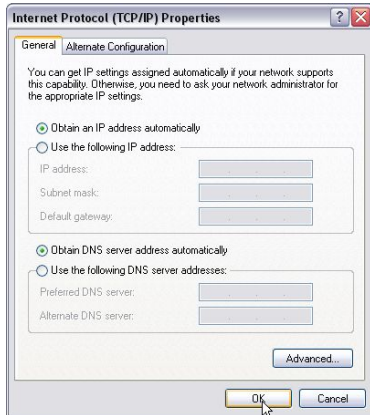 Internet Protocol (TCP/IP) Properties
General
Alternate Configuration
You can get IP settings assigned automatically if your network supports
this capability. Otherwise, you need to ask your network administrator for
the appropriate IP settings.
Obtain an IP address automatically
Use the following IP address:
IP address:
Subnet mask:
Default gateway:
Obtain DNS server address automatically
Use the following DNS server addresses:
Preferred DNS server:
Alternate DNS server:
Advanced...
OK
Cancel